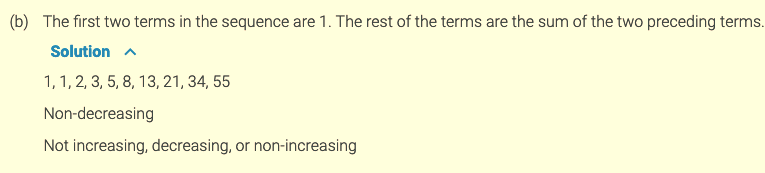 (b) The first two terms in the sequence are 1. The rest of the terms are the sum of the two preceding terms.
Solution
1, 1, 2, 3, 5, 8, 13, 21, 34, 55
Non-decreasing
Not increasing, decreasing, or non-increasing